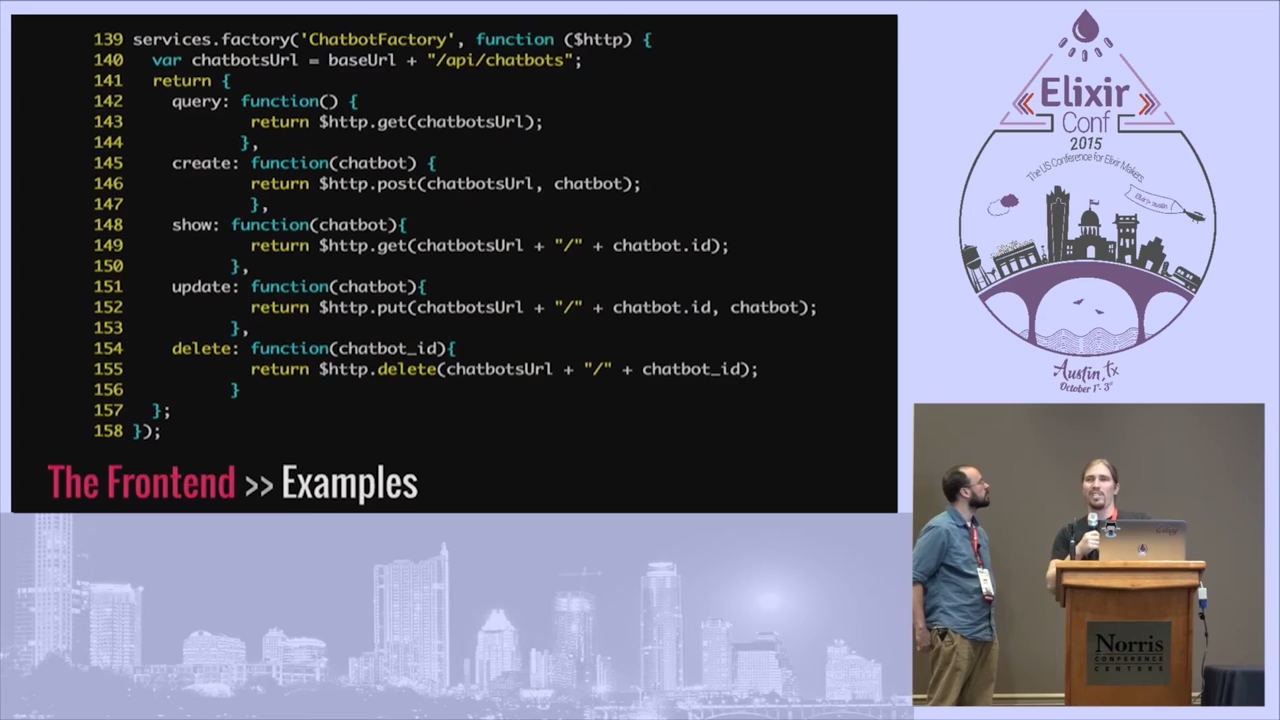 139 services.factory('ChatbotFactory', function ($http) {
140   var chatbotsUrl = baseUrl + "/api/chatbots";
141   return {
142     query: function() {
143             return $http.get(chatbotsUrl);
144            },
145     create: function(chatbot) {
146             return $http.post(chatbotsUrl, chatbot);
147             },
148     show: function(chatbot){
149             return $http.get(chatbotsUrl + "/" + chatbot.id);
150           },
151     update: function(chatbot){
152             return $http.put(chatbotsUrl + "/" + chatbot.id, chatbot);
153           },
154     delete: function(chatbot_id){
155             return $http.delete(chatbotsUrl + "/" + chatbot_id);
156           }
157   };
158 });
The Frontend >> Examples
Elixir
Conf
2015
The US Conference for Elixir Makers
Austin, tx
October 1st - 3rd
Norris
CONFERENCE
CENTERS